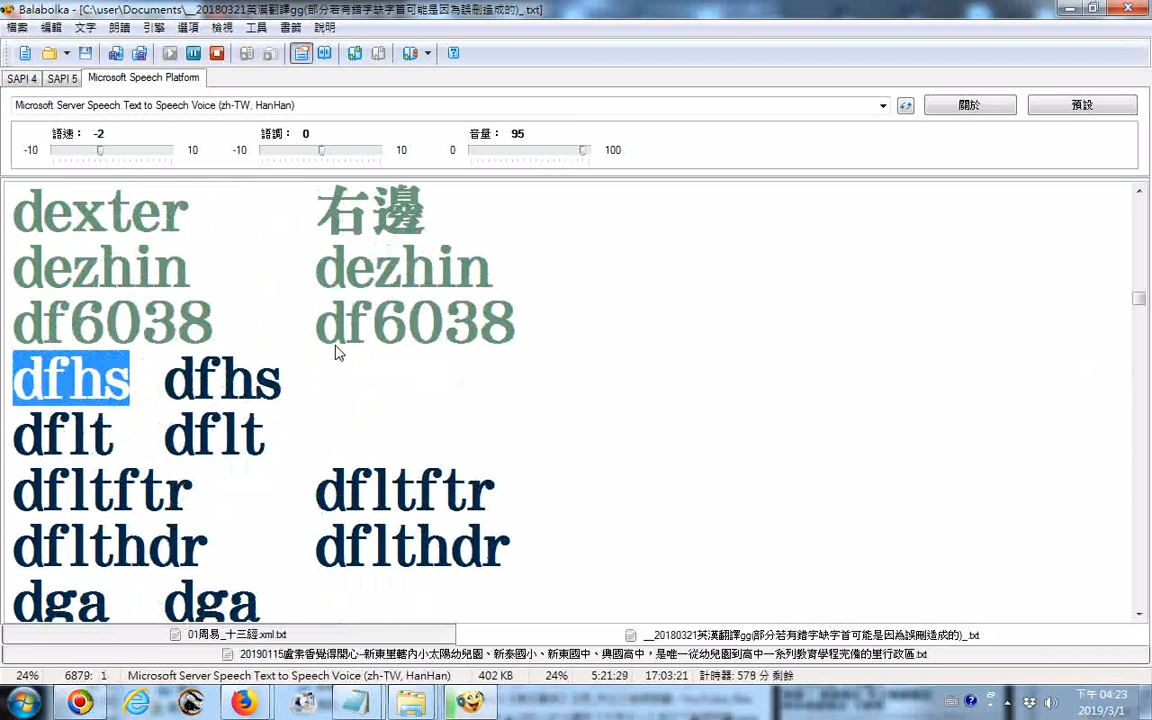 Balabolka - [C:\user\Documents\__20180321英漢翻譯gg(部分若有錯字缺字首可能是因為誤刪造成的)_.txt]
檔案 編輯 文字 朗讀 引擎 選項 檢視 工具 書籤 說明
SAPI 4 SAPI 5 Microsoft Speech Platform
Microsoft Server Speech Text to Speech Voice (zh-TW, HanHan) 關於 預設
語速： -2 語調： 0 音量： 95
-10 10 -10 10 0 100
dexter 右邊
dezhin dezhin
df6038 df6038
dfhs dfhs
dflt dflt
dfltftr dfltftr
dflthdr dflthdr
dga dga
01周易_十三經.xml.txt __20180321英漢翻譯gg(部分若有錯字缺字首可能是因為誤刪造成的)_.txt
20190115盧素香覺得開心-新東里轄內小太陽幼兒園、新泰國小、新東國中、興國高中，是唯一從幼兒園到高中一系列教育學程完備的里行政區.txt
24% 6879: 1 Microsoft Server Speech Text to Speech Voice (zh-TW, HanHan) 402 KB 24% 5:21:29 17:03:21 計時器: 578 分 剩餘
下午 04:23
2019/3/1